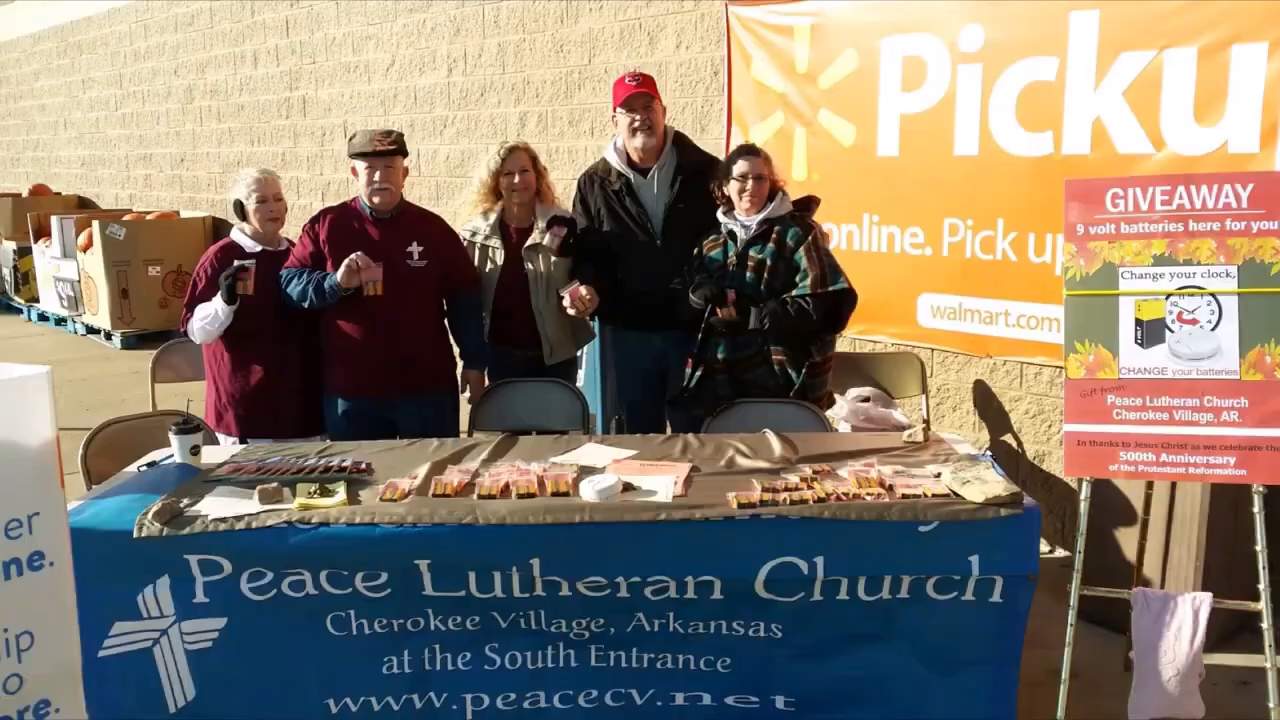 Pickup
online. Pick up
walmart.com
GIVEAWAY
9 volt batteries here for you
Change your clock,
CHANGE your batteries
Gift from
Peace Lutheran Church
Cherokee Village, AR.
In thanks to Jesus Christ as we celebrate the
500th Anniversary
of the Protestant Reformation
Peace Lutheran Church
Cherokee Village, Arkansas
at the South Entrance
www.peacecv.net
er
ne.
ip
o
re.